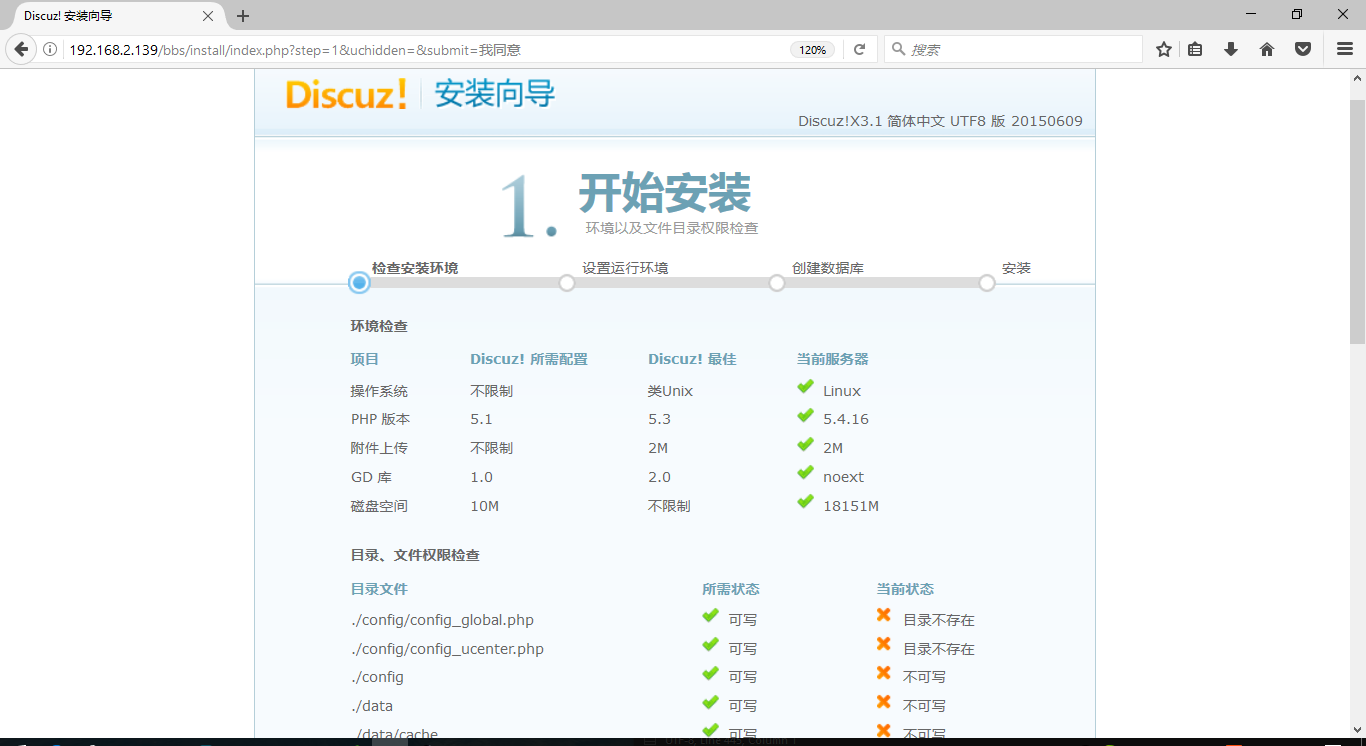 Discuz! 安装向导
192.168.2.139/bbs/install/index.php?step=1&uchidden=&submit=我同意 120% 搜索
Discuz! 安装向导
Discuz!X3.1 简体中文 UTF8 版 20150609
1. 开始安装
环境以及文件目录权限检查
检查安装环境 设置运行环境 创建数据库 安装
环境检查
项目 Discuz! 所需配置 Discuz! 最佳 当前服务器
操作系统 不限制 类Unix Linux
PHP 版本 5.1 5.3 5.4.16
附件上传 不限制 2M 2M
GD 库 1.0 2.0 noext
磁盘空间 10M 不限制 18151M
目录、文件权限检查
目录文件 所需状态 当前状态
./config/config_global.php 可写 目录不存在
./config/config_ucenter.php 可写 目录不存在
./config 可写 不可写
./data 可写 不可写
./data/cache 可写 不可写